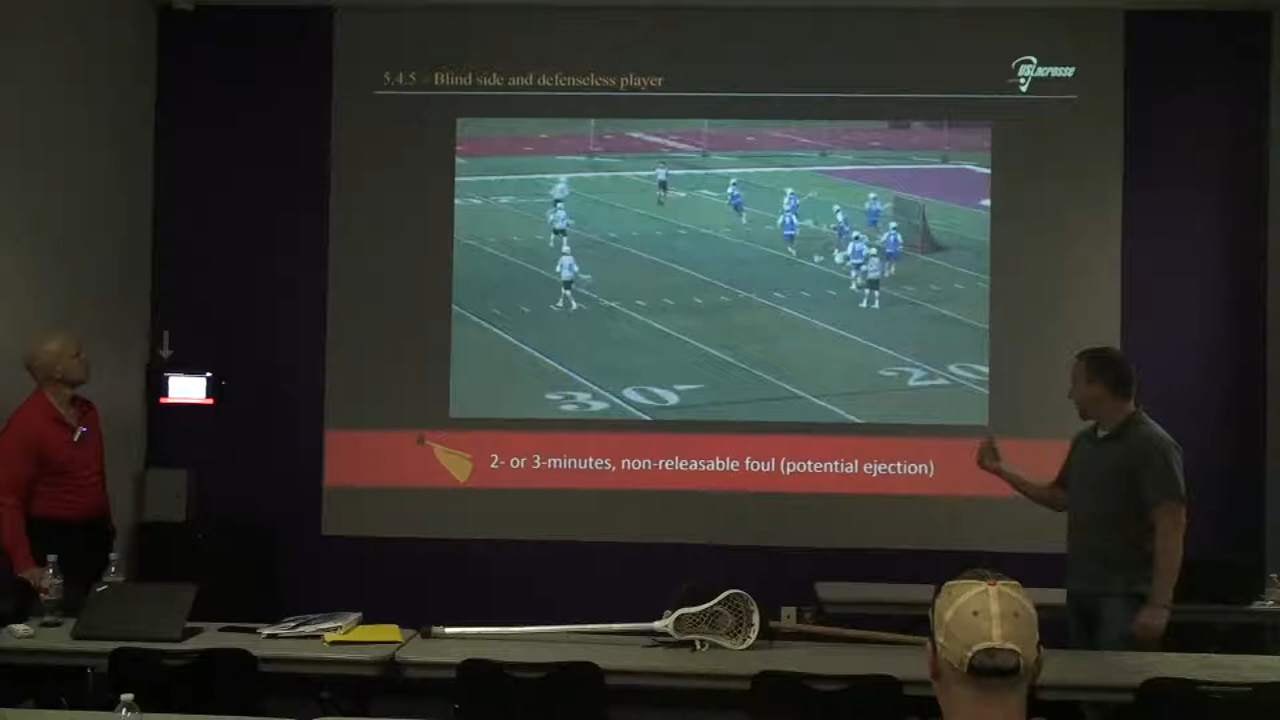 5.4.5 - Blind side and defenseless player
USLacrosse
30
20
2- or 3-minutes, non-releasable foul (potential ejection)